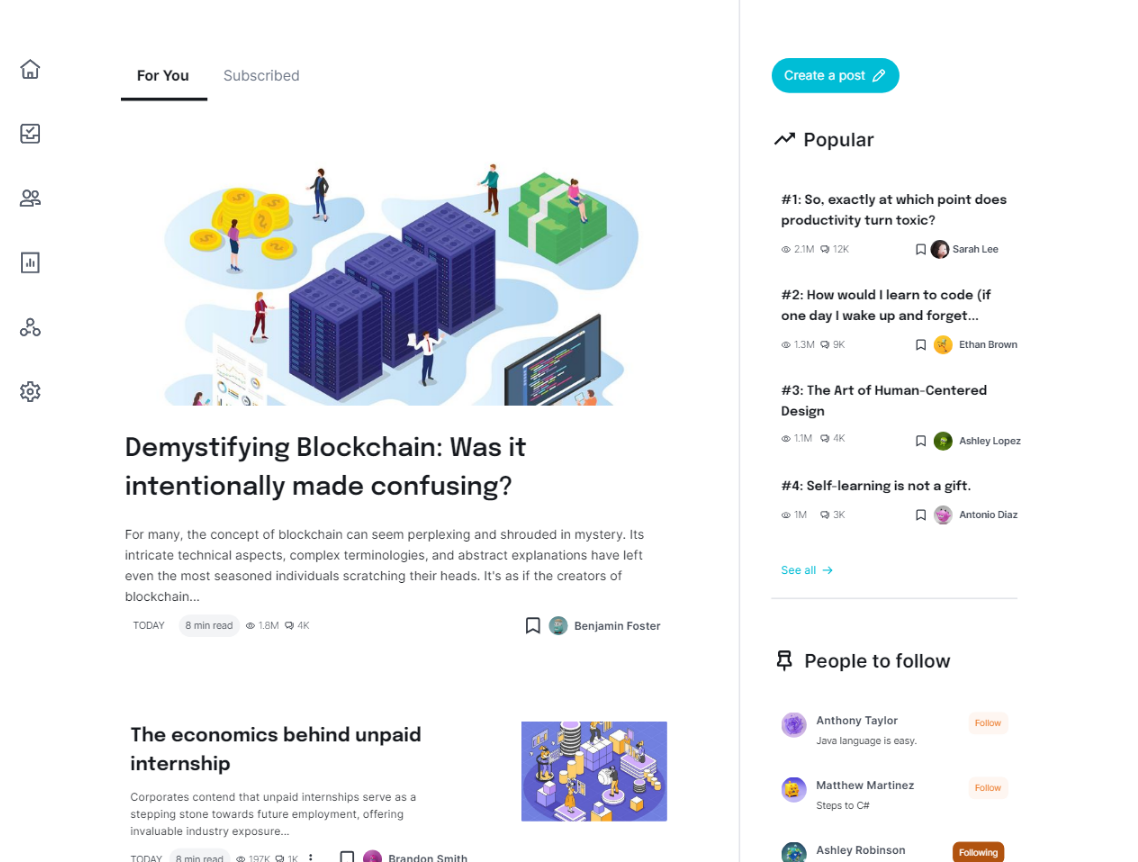 For You
Subscribed
Demystifying Blockchain: Was it
intentionally made confusing?
For many, the concept of blockchain can seem perplexing and shrouded in mystery. Its
intricate technical aspects, complex terminologies, and abstract explanations have left
even the most seasoned individuals scratching their heads. It's as if the creators of
blockchain...
TODAY 8 min read 1.8M 4K Benjamin Foster
The economics behind unpaid
internship
Corporates contend that unpaid internships serve as a
stepping stone towards future employment, offering
invaluable industry exposure...
TODAY 8 min read 197K 1K Brandon Smith
Create a post
Popular
#1: So, exactly at which point does
productivity turn toxic?
2.1M 12K Sarah Lee
#2: How would I learn to code (if
one day I wake up and forget...
1.3M 9K Ethan Brown
#3: The Art of Human-Centered
Design
1.1M 4K Ashley Lopez
#4: Self-learning is not a gift.
1M 3K Antonio Diaz
See all →
People to follow
Anthony Taylor Follow
Java language is easy.
Matthew Martinez Follow
Steps to C#
Ashley Robinson Following